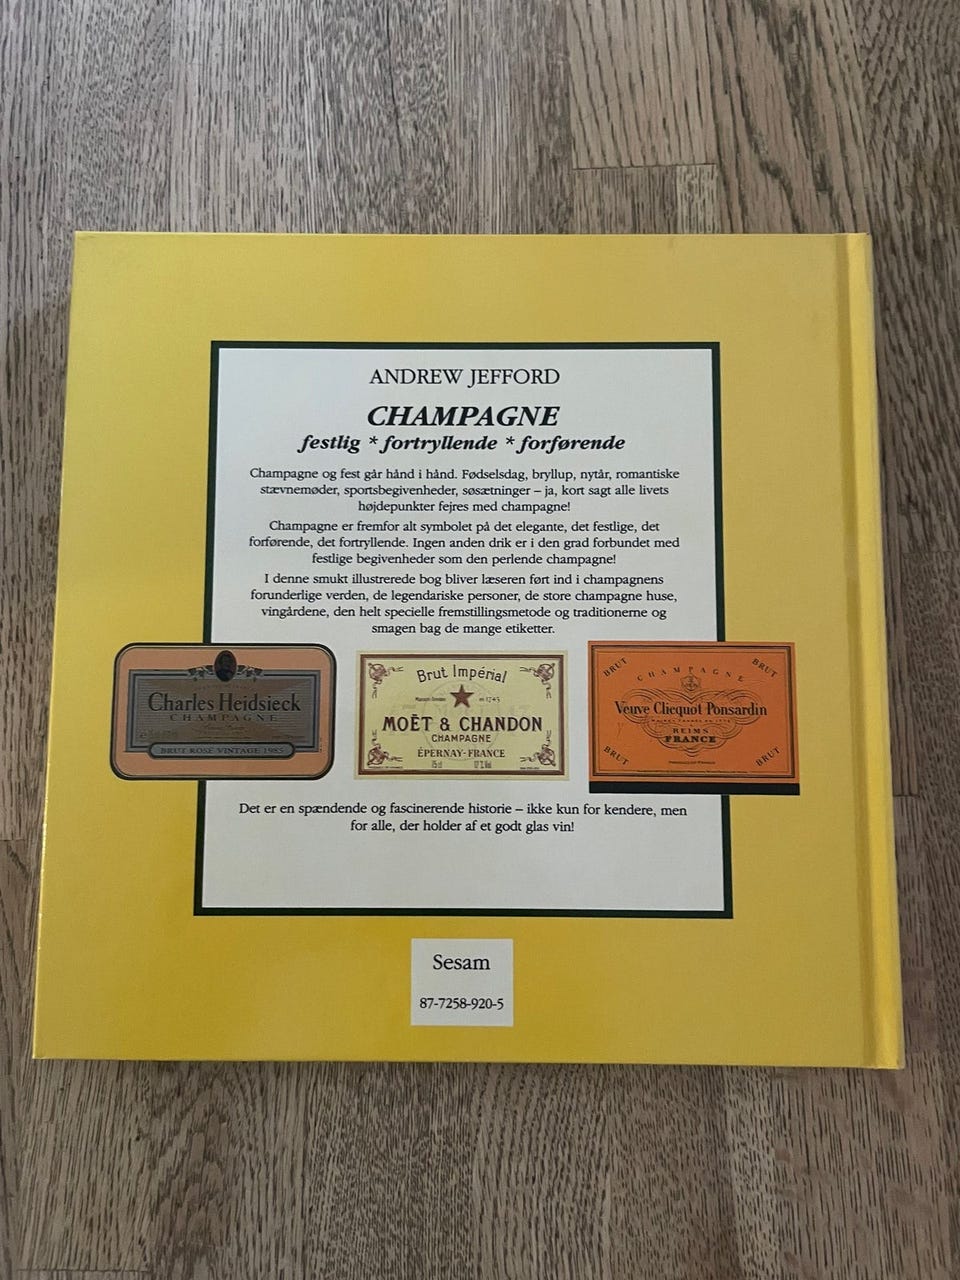 ANDREW JEFFORD
CHAMPAGNE
festlig * fortryllende * forførende
Champagne og fest går hånd i hånd. Fødselsdag, bryllup, nytår, romantiske
stævnemøder, sportsbegivenheder, søsætninger – ja, kort sagt alle livets
højdepunkter fejres med champagne!
Champagne er fremfor alt symbolet på det elegante, det festlige, det
forførende, det fortryllende. Ingen anden drik er i den grad forbundet med
festlige begivenheder som den perlende champagne!
I denne smukt illustrerede bog bliver læseren ført ind i champagnens
forunderlige verden, de legendariske personer, de store champagne huse,
vingårdene, den helt specielle fremstillingsmetode og traditionerne og
smagen bag de mange etiketter.
Charles Heidsieck
CHAMPAGNE
BRUT ROSÉ VINTAGE 1985
Brut Impérial
MOËT & CHANDON
CHAMPAGNE
ÉPERNAY-FRANCE
75 cl
BRUT
CHAMPAGNE
BRUT
Veuve Clicquot Ponsardin
REIMS
FRANCE
BRUT
BRUT
Det er en spændende og fascinerende historie – ikke kun for kendere, men
for alle, der holder af et godt glas vin!
Sesam
87-7258-920-5